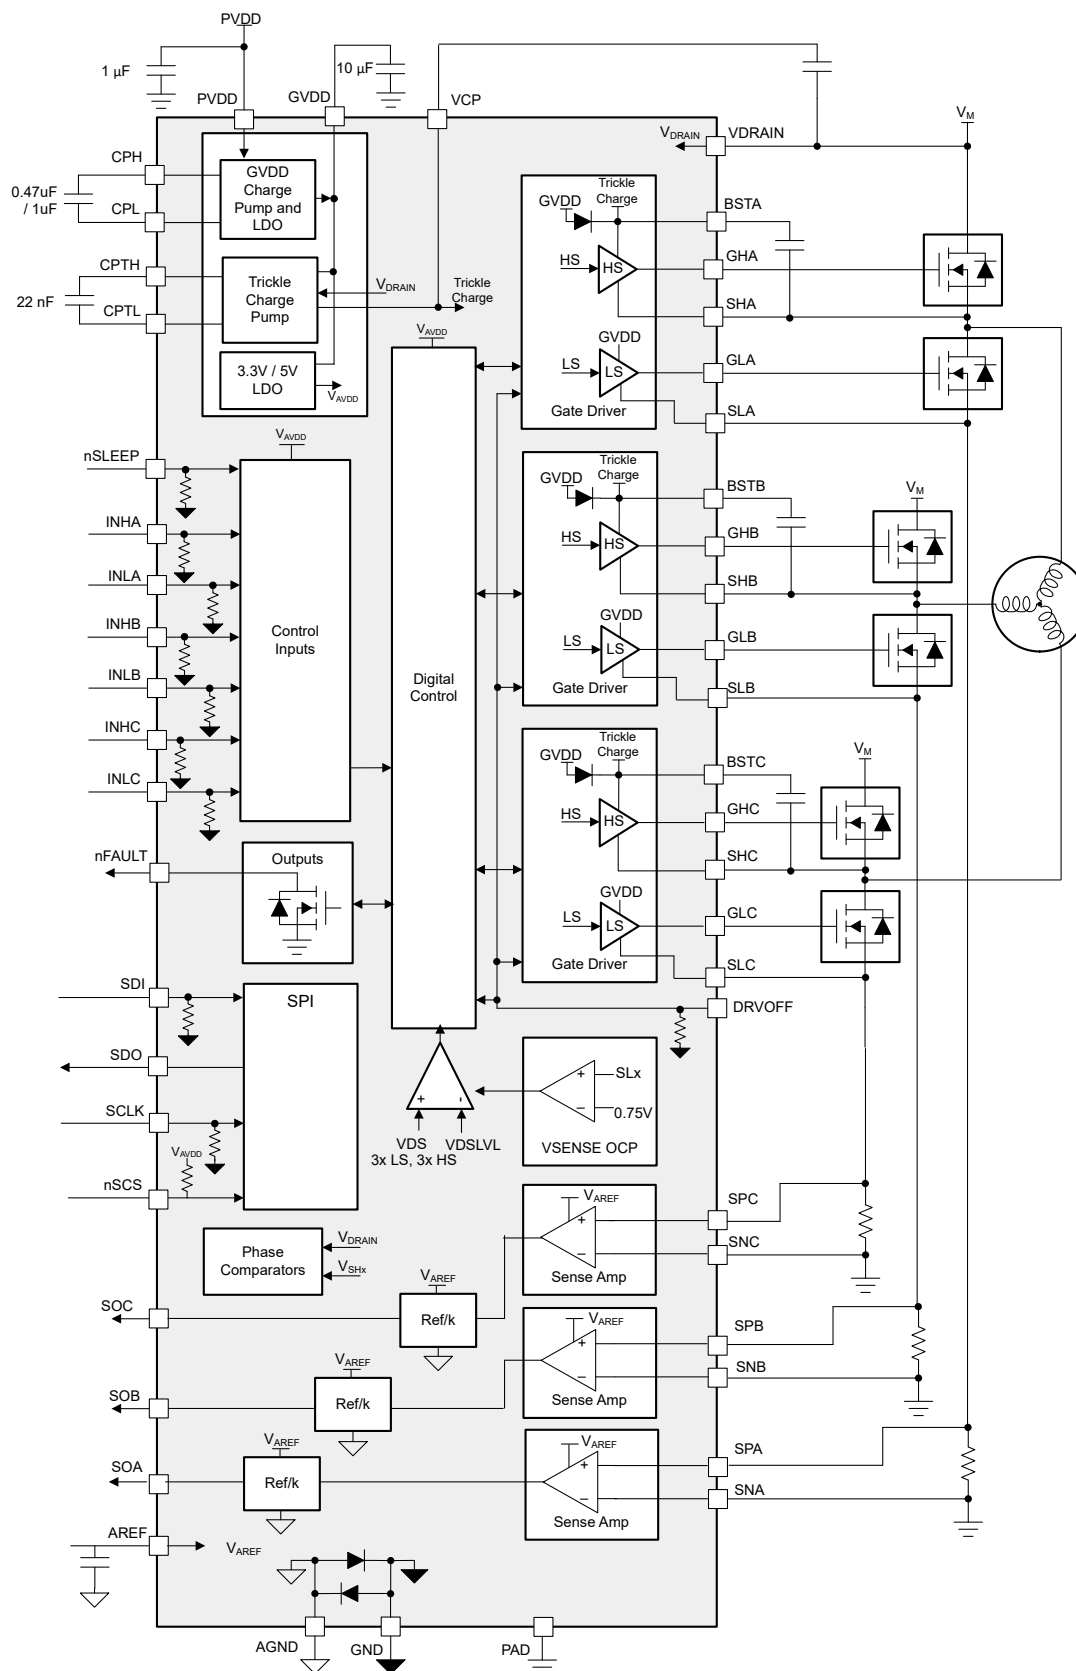 PVDD
1 µF
10 µF
PVDD
GVDD
VCP
VM
VDRAIN
VDRAIN
CPH
0.47uF
/ 1uF
CPL
GVDD
Charge
Pump and
LDO
CPTH
22 nF
CPTL
Trickle
Charge
Pump
VDRAIN
Trickle
Charge
3.3V / 5V
LDO
VAVDD
VAVDD
Digital
Control
Trickle
Charge
GVDD
HS
HS
GVDD
LS
LS
Gate Driver
BSTA
GHA
SHA
GLA
SLA
nSLEEP
INHA
INLA
INHB
INLB
INHC
INLC
VAVDD
Control
Inputs
Trickle
Charge
GVDD
HS
HS
GVDD
LS
LS
Gate Driver
BSTB
GHB
SHB
GLB
SLB
VM
Trickle
Charge
GVDD
HS
HS
GVDD
LS
LS
Gate Driver
BSTC
GHC
SHC
GLC
SLC
VM
DRVOFF
nFAULT
Outputs
SDI
SDO
SCLK
VAVDD
nSCS
SPI
+
-
VDS
3x LS, 3x HS
VDSLVL
+
SLx
−
0.75V
VSENSE OCP
Phase
Comparators
VDRAIN
VSHx
VAREF
+
−
Sense Amp
SPC
SNC
SOC
VAREF
Ref/k
VAREF
+
−
Sense Amp
SPB
SNB
SOB
VAREF
Ref/k
VAREF
+
−
Sense Amp
SPA
SNA
SOA
VAREF
Ref/k
AREF
VAREF
AGND
GND
PAD